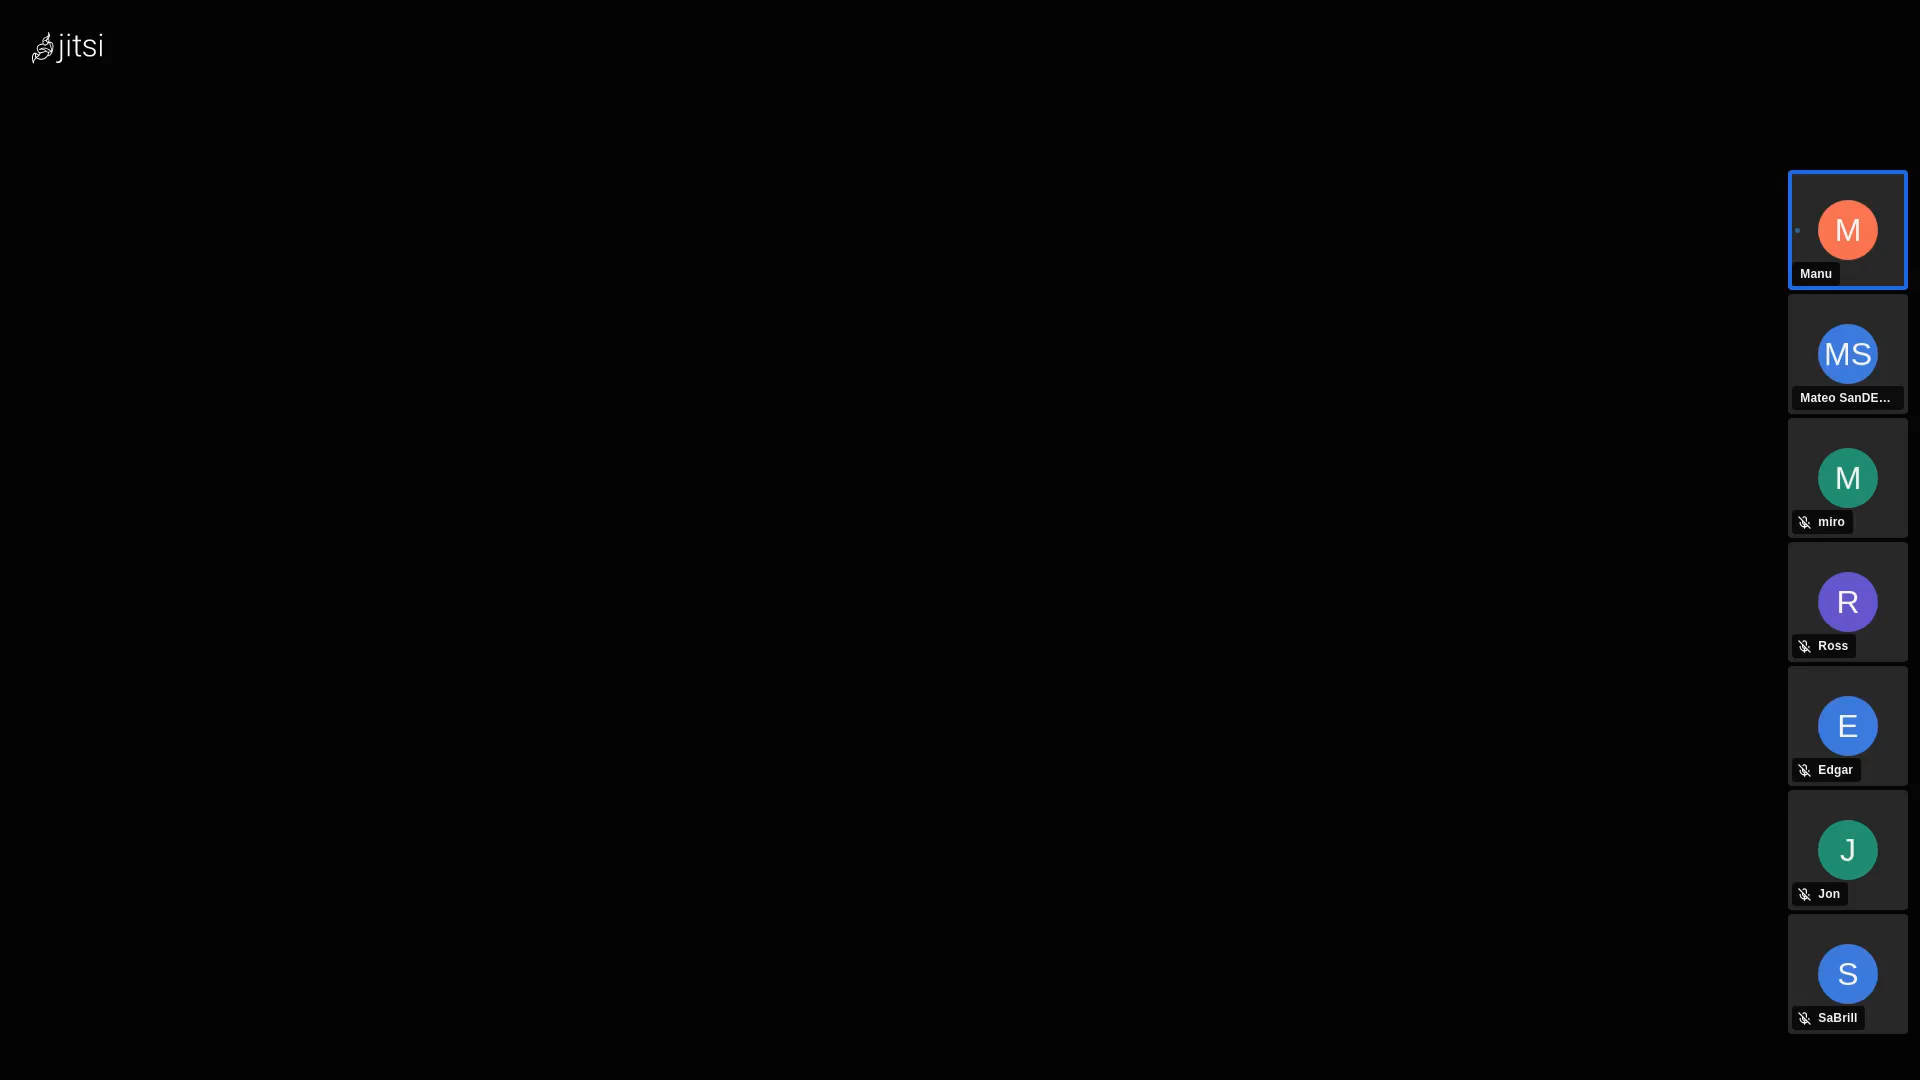 jitsi
M
Manu
MS
Mateo SanDE...
M
miro
R
Ross
E
Edgar
J
Jon
S
SaBrill